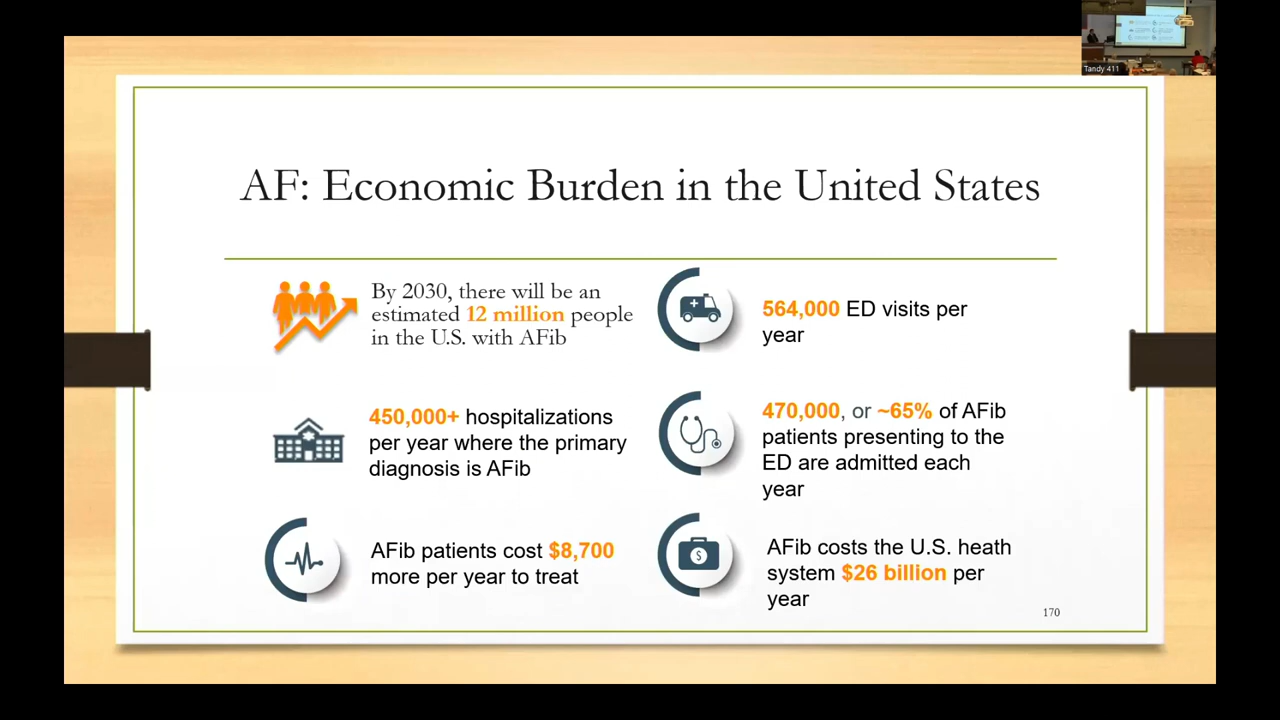 Tandy 411
AF: Economic Burden in the United States
By 2030, there will be an
estimated 12 million people
in the U.S. with AFib
564,000 ED visits per
year
450,000+ hospitalizations
per year where the primary
diagnosis is AFib
470,000, or ~65% of AFib
patients presenting to the
ED are admitted each
year
AFib patients cost $8,700
more per year to treat
AFib costs the U.S. heath
system $26 billion per
year
170